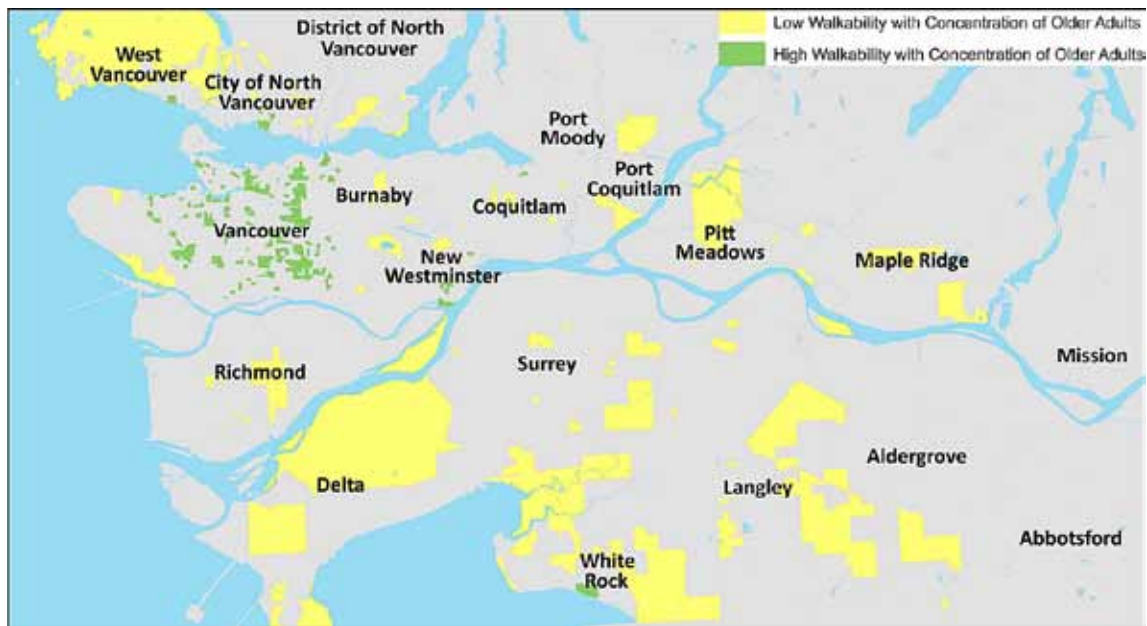 Low Walkability with Concentration of Older Adults
High Walkability with Concentration of Older Adults
District of North
Vancouver
West
Vancouver
City of North
Vancouver
Port
Moody
Port
Coquitlam
Burnaby
Coquitlam
Vancouver
Pitt
Meadows
New
Westminster
Maple Ridge
Mission
Richmond
Surrey
Aldergrove
Delta
Langley
Abbotsford
White
Rock